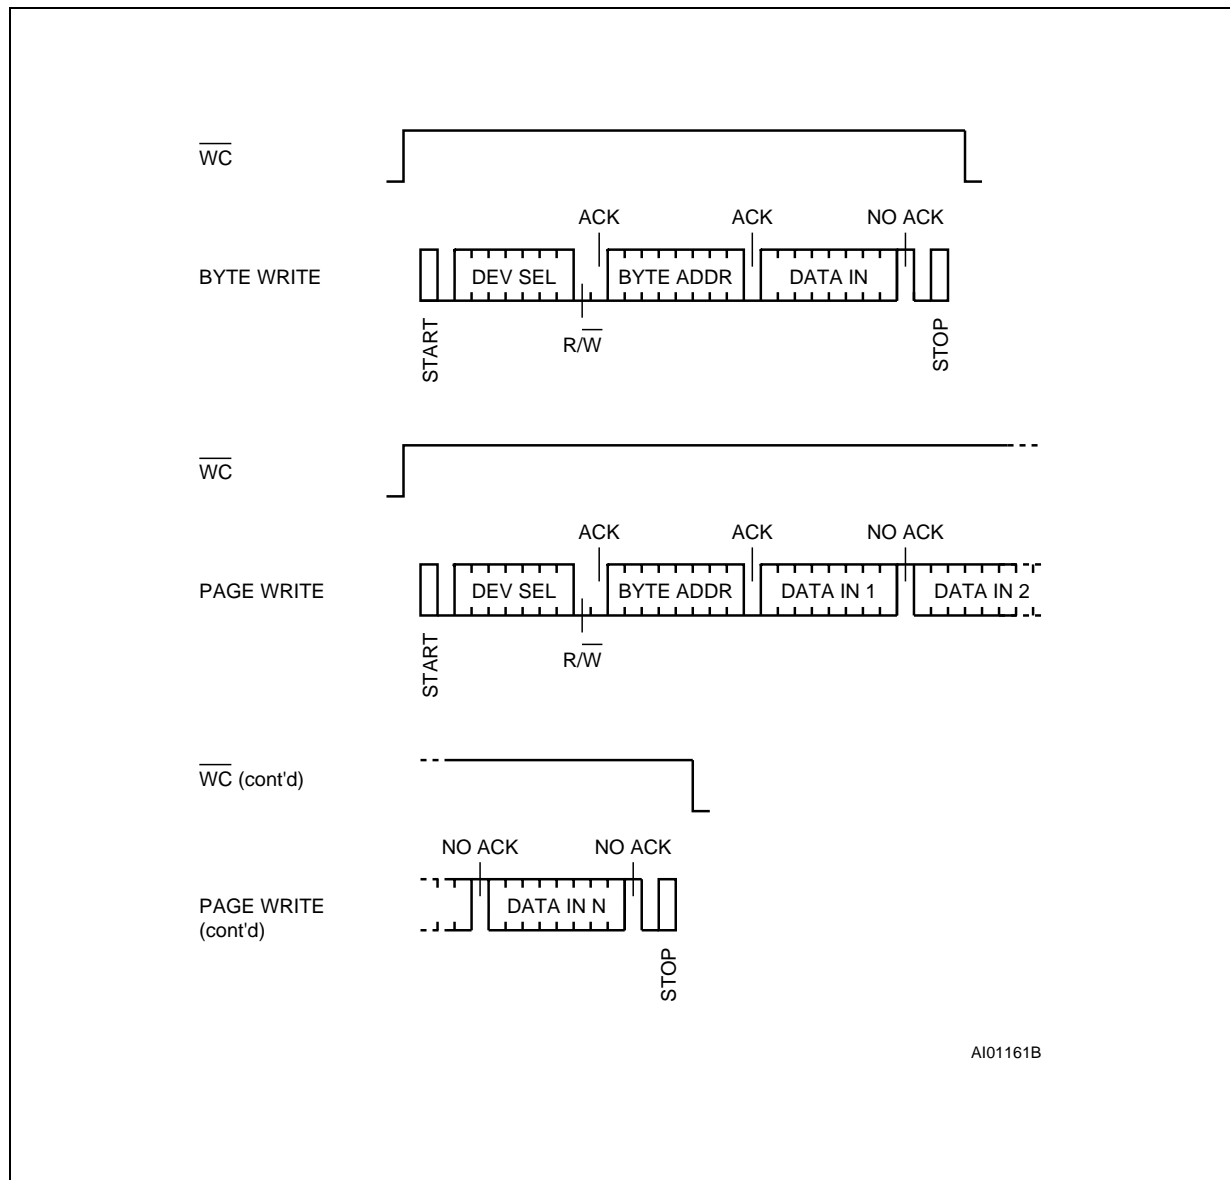 WC
ACK ACK NO ACK
BYTE WRITE DEV SEL BYTE ADDR DATA IN
R/W
START STOP
WC
ACK ACK NO ACK
PAGE WRITE DEV SEL BYTE ADDR DATA IN 1 DATA IN 2
R/W
START
WC (cont'd)
NO ACK NO ACK
PAGE WRITE DATA IN N
(cont'd)
STOP
AI01161B